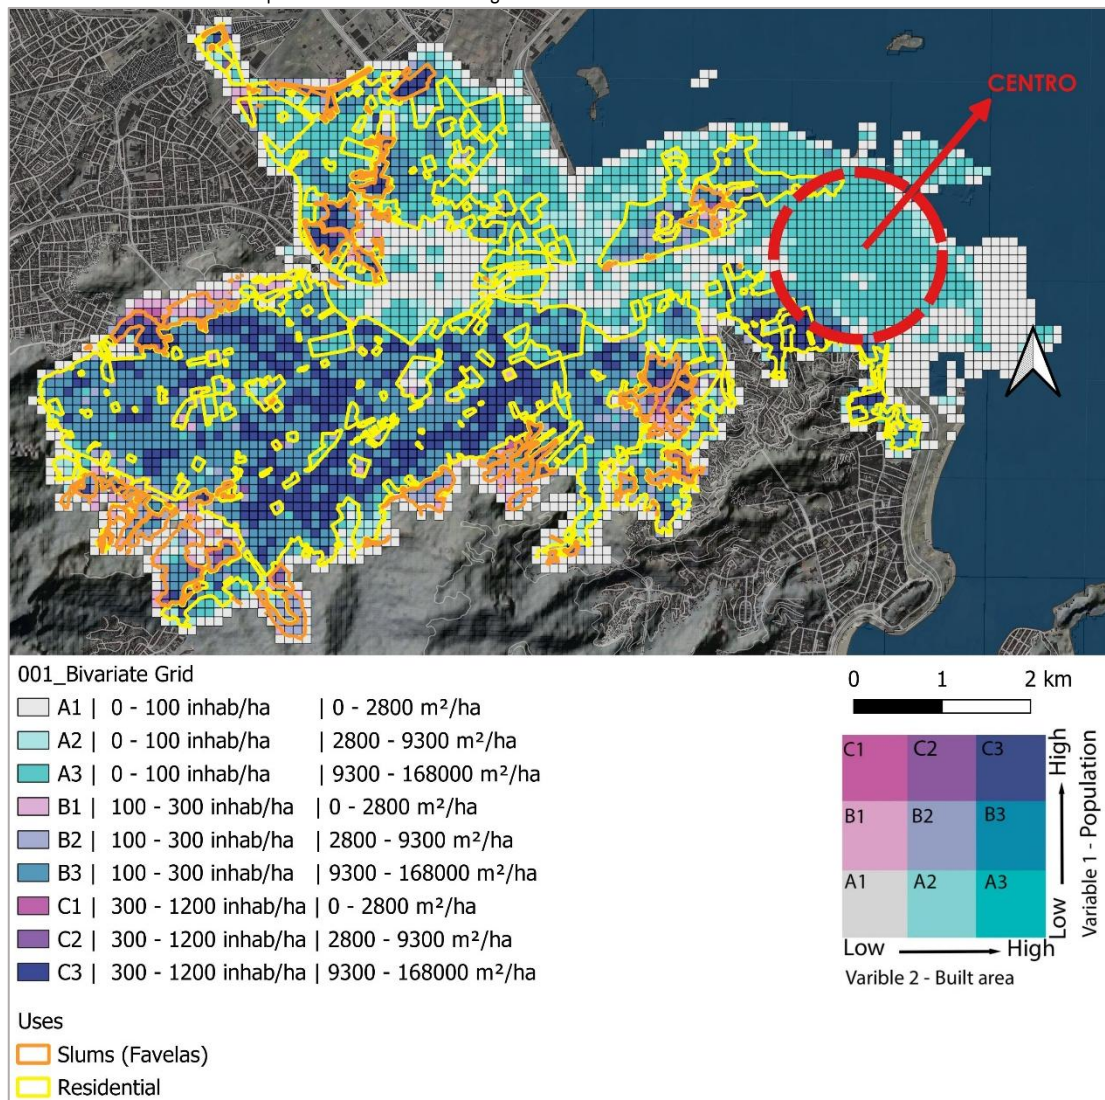 CENTRO
001_Bivariate Grid
A1 | 0 - 100 inhab/ha | 0 - 2800 m²/ha
A2 | 0 - 100 inhab/ha | 2800 - 9300 m²/ha
A3 | 0 - 100 inhab/ha | 9300 - 168000 m²/ha
B1 | 100 - 300 inhab/ha | 0 - 2800 m²/ha
B2 | 100 - 300 inhab/ha | 2800 - 9300 m²/ha
B3 | 100 - 300 inhab/ha | 9300 - 168000 m²/ha
C1 | 300 - 1200 inhab/ha | 0 - 2800 m²/ha
C2 | 300 - 1200 inhab/ha | 2800 - 9300 m²/ha
C3 | 300 - 1200 inhab/ha | 9300 - 168000 m²/ha
Uses
Slums (Favelas)
Residential
0 1 2 km
C1 C2 C3
B1 B2 B3
A1 A2 A3
Low High
Varible 2 - Built area
Low High
Variable 1 - Population